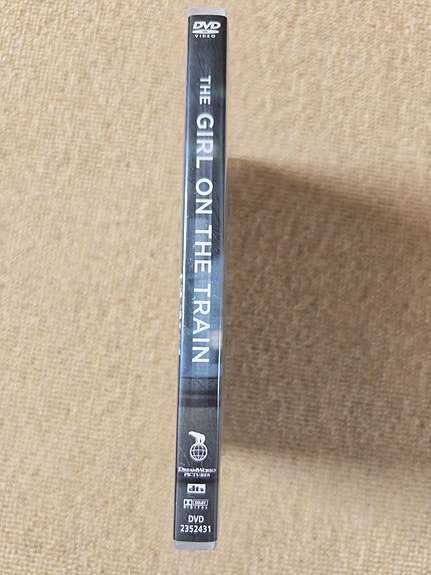 DVD
VIDEO
THE GIRL ON THE TRAIN
DREAMWORKS
PICTURES
dts
DOLBY
DIGITAL
DVD
2352431